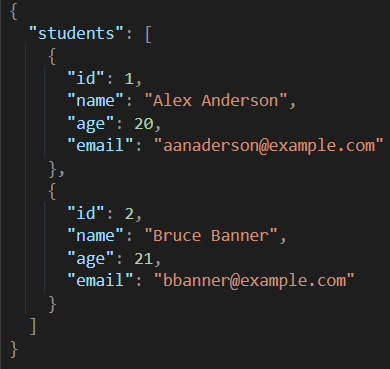 {
"students": [
{
"id": 1,
"name": "Alex Anderson",
"age": 20,
"email": "aanaderson@example.com"
},
{
"id": 2,
"name": "Bruce Banner",
"age": 21,
"email": "bbanner@example.com"
}
]
}